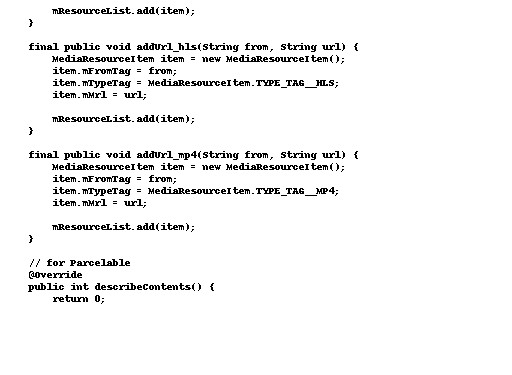 mResourceList.add(item);
}
final public void addUrl_hls(String from, String url) {
MediaResourceItem item = new MediaResourceItem();
item.mFromTag = from;
item.mTypeTag = MediaResourceItem.TYPE_TAG__HLS;
item.mMrl = url;
mResourceList.add(item);
}
final public void addUrl_mp4(String from, String url) {
MediaResourceItem item = new MediaResourceItem();
item.mFromTag = from;
item.mTypeTag = MediaResourceItem.TYPE_TAG__MP4;
item.mMrl = url;
mResourceList.add(item);
}
// for Parcelable
@Override
public int describeContents() {
return 0;